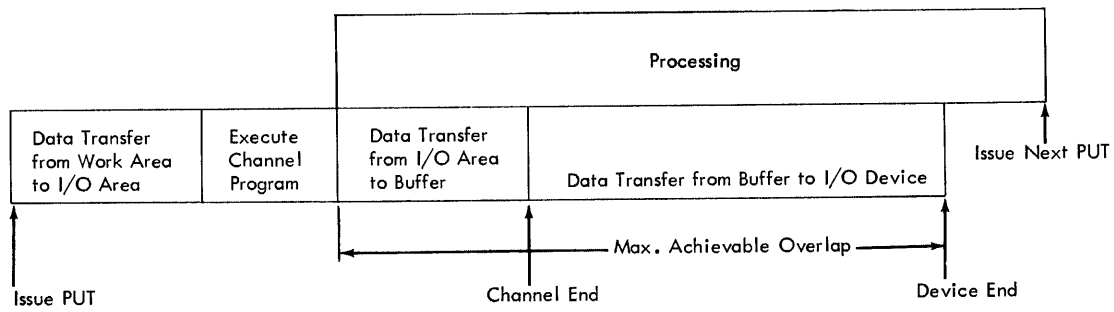 Processing
Data Transfer
from Work Area
to I/O Area
Execute
Channel
Program
Data Transfer
from I/O Area
to Buffer
Data Transfer from Buffer to I/O Device
Issue Next PUT
Max. Achievable Overlap
Issue PUT
Channel End
Device End